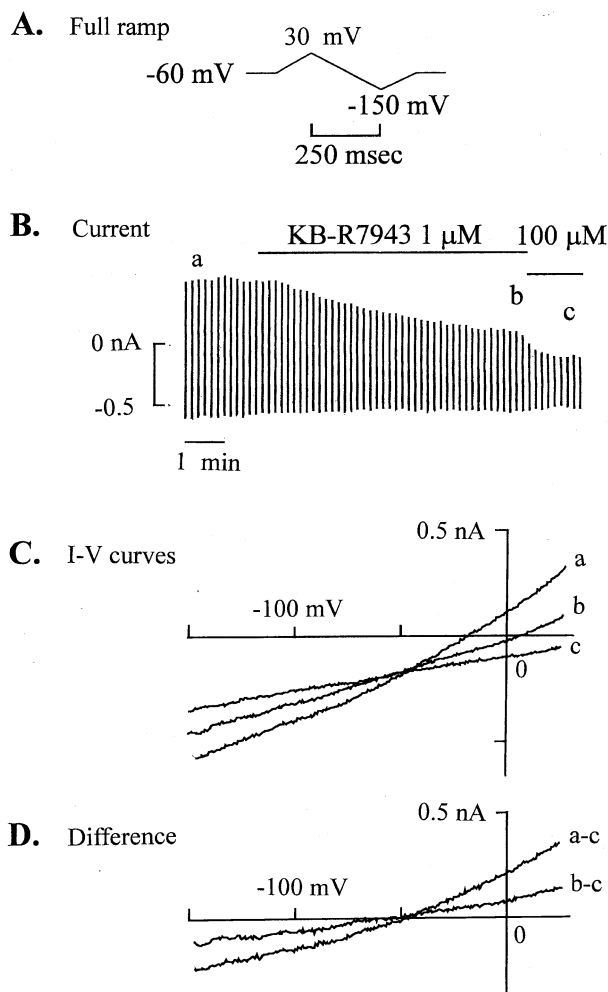 A. Full ramp
30 mV
-60 mV
-150 mV
250 msec
B. Current
KB-R7943 1 µM 100 µM
a
b
c
0 nA
-0.5
1 min
C. I-V curves
0.5 nA
a
-100 mV
b
c
0
D. Difference
0.5 nA
a-c
-100 mV
b-c
0